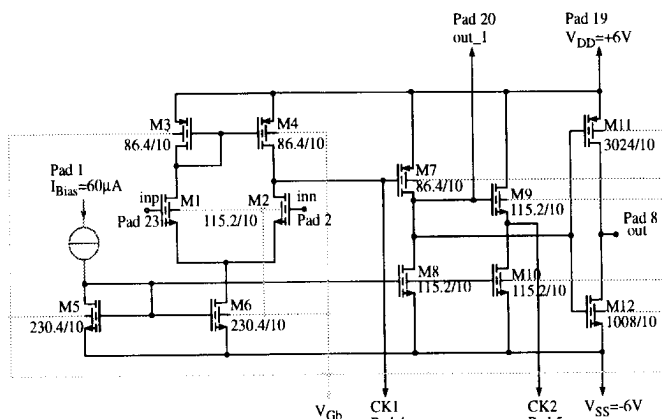 Pad 20
out_1
Pad 19
V_DD=+6V
M3
86.4/10
M4
86.4/10
M11
3024/10
Pad 1
I_Bias=60µA
M7
86.4/10
inp
M1
Pad 23
115.2/10
M2
inn
Pad 2
M9
115.2/10
Pad 8
out
M5
230.4/10
M6
230.4/10
M8
115.2/10
M10
115.2/10
M12
1008/10
V_Gb
CK1
CK2
V_SS=-6V